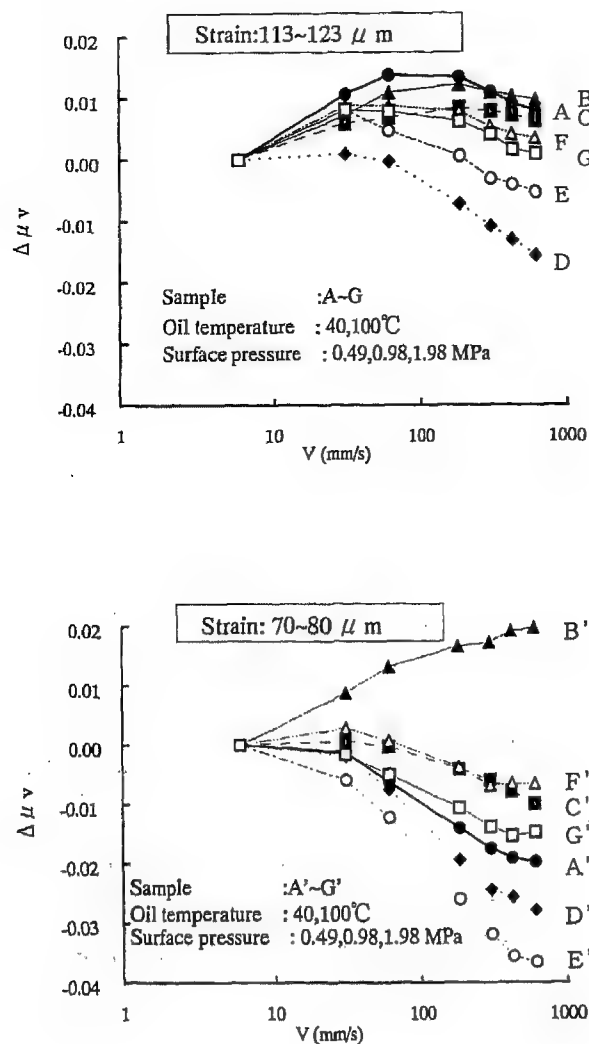 Strain:113~123 μ m
0.02
0.01
0.00
-0.01
-0.02
-0.03
-0.04
Δ μ v
B
A
C
F
G
E
D
Sample :A~G
Oil temperature : 40,100℃
Surface pressure : 0.49,0.98,1.98 MPa
1
10
100
1000
V (mm/s)
Strain: 70~80 μ m
0.02
0.01
0.00
-0.01
-0.02
-0.03
-0.04
Δ μ v
B'
F'
C'
G'
A'
D'
E'
Sample :A'~G'
Oil temperature : 40,100℃
Surface pressure : 0.49,0.98,1.98 MPa
1
10
100
1000
V (mm/s)